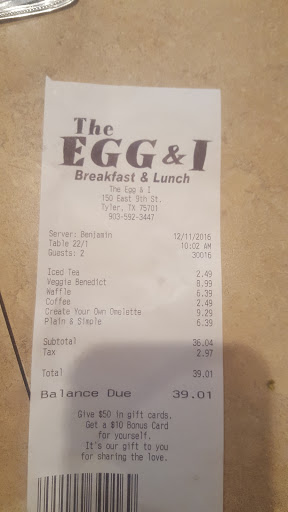 The
EGG & I
Breakfast & Lunch
The Egg & I
150 East 9th St.
Tyler, TX 75701
903-592-3447
Server: Benjamin 12/11/2016
Table 22/1 10:02 AM
Guests: 2 30016
Iced Tea 2.49
Veggie Benedict 8.99
Waffle 6.39
Coffee 2.49
Create Your Own Omelette 9.29
Plain & Simple 6.39
Subtotal 36.04
Tax 2.97
Total 39.01
Balance Due 39.01
Give $50 in gift cards.
Get a $10 Bonus Card
for yourself.
It's our gift to you
for sharing the love.